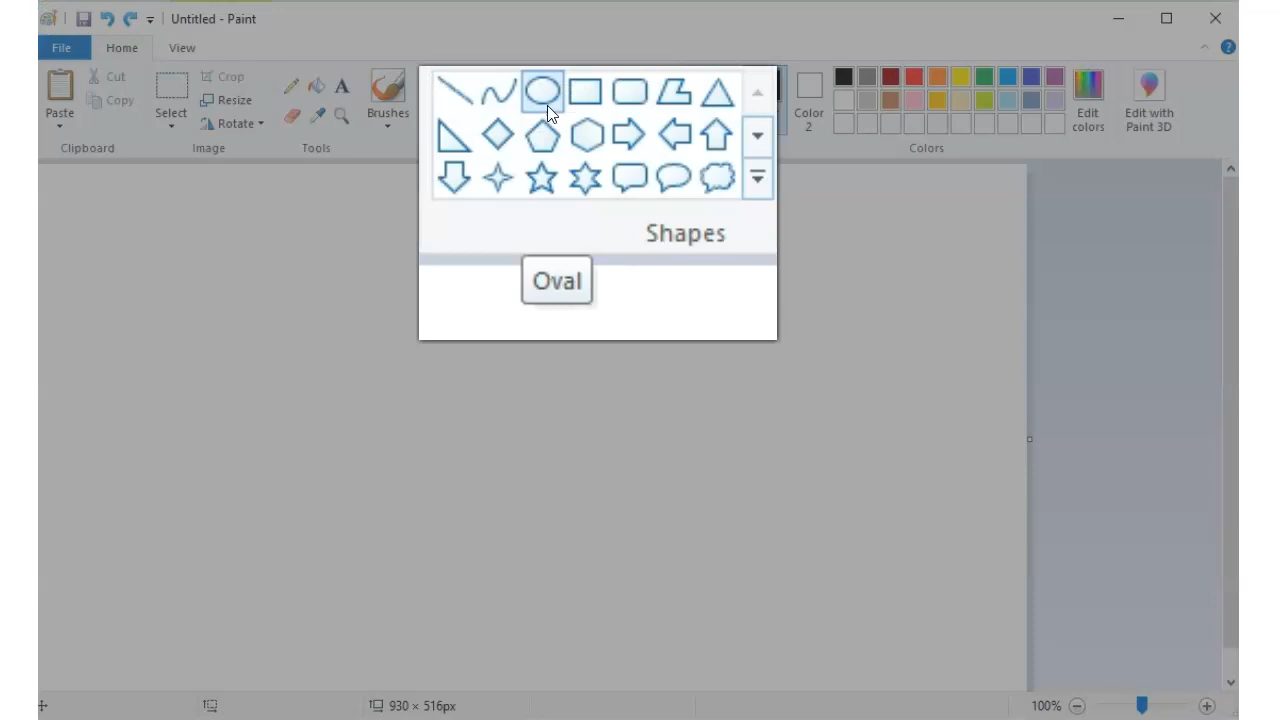 Untitled - Paint
File Home View
Paste
Cut
Copy
Clipboard
Select
Crop
Resize
Rotate
Image
A
Tools
Brushes
Shapes
Oval
Color
2
Edit
colors
Colors
Edit with
Paint 3D
?
930 × 516px
100%